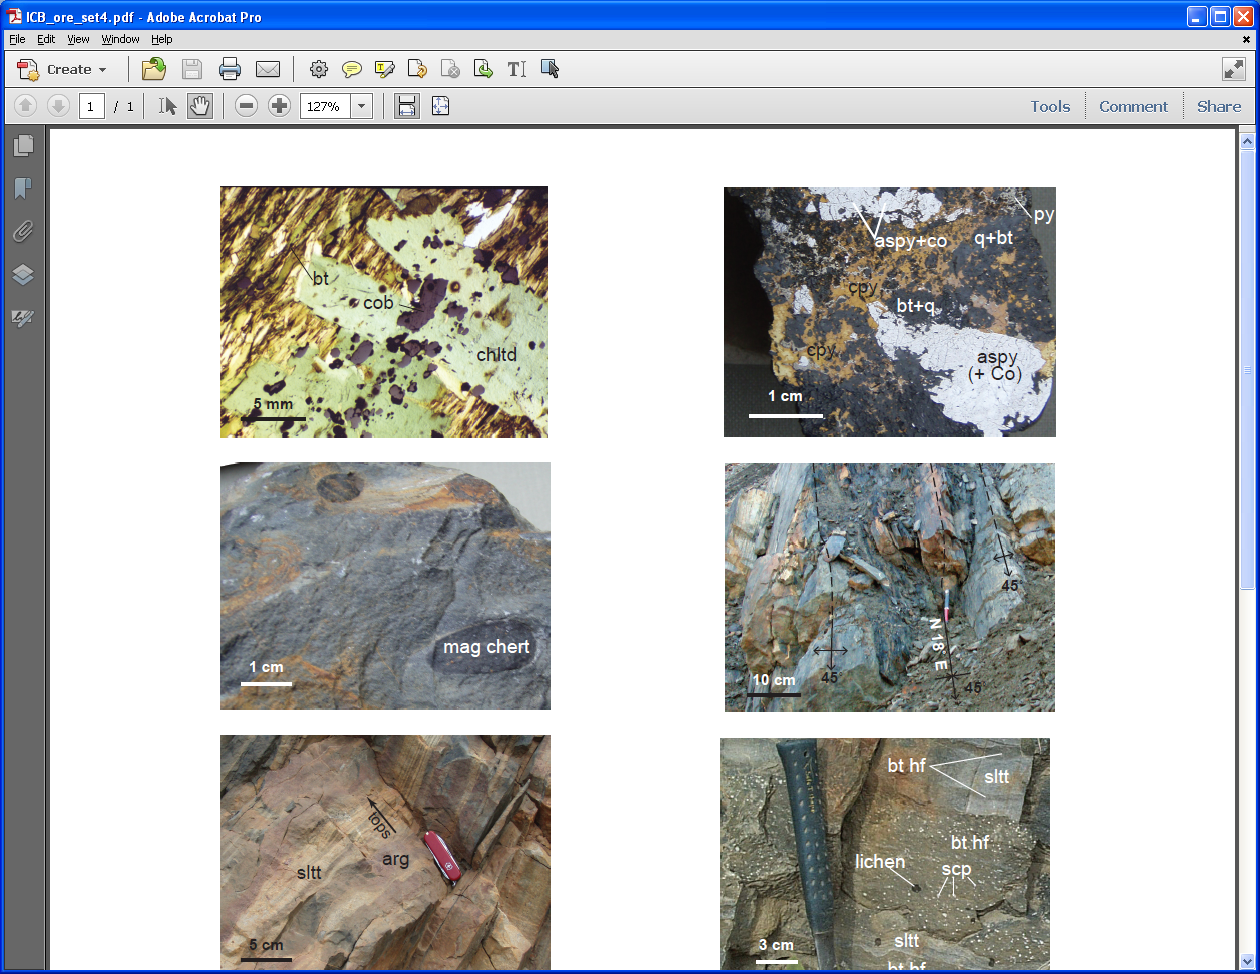 ICB_ore_set4.pdf - Adobe Acrobat Pro
File Edit View Window Help
Create
1 / 1
127%
Tools Comment Share
bt
cob
chltd
5 mm
py
aspy+co
q+bt
cpy
bt+q
cpy
aspy
(+ Co)
1 cm
mag chert
1 cm
45°
N 18° E
10 cm
45°
45°
tops
arg
sltt
5 cm
bt hf
sltt
bt hf
lichen
scp
sltt
3 cm
bt hf